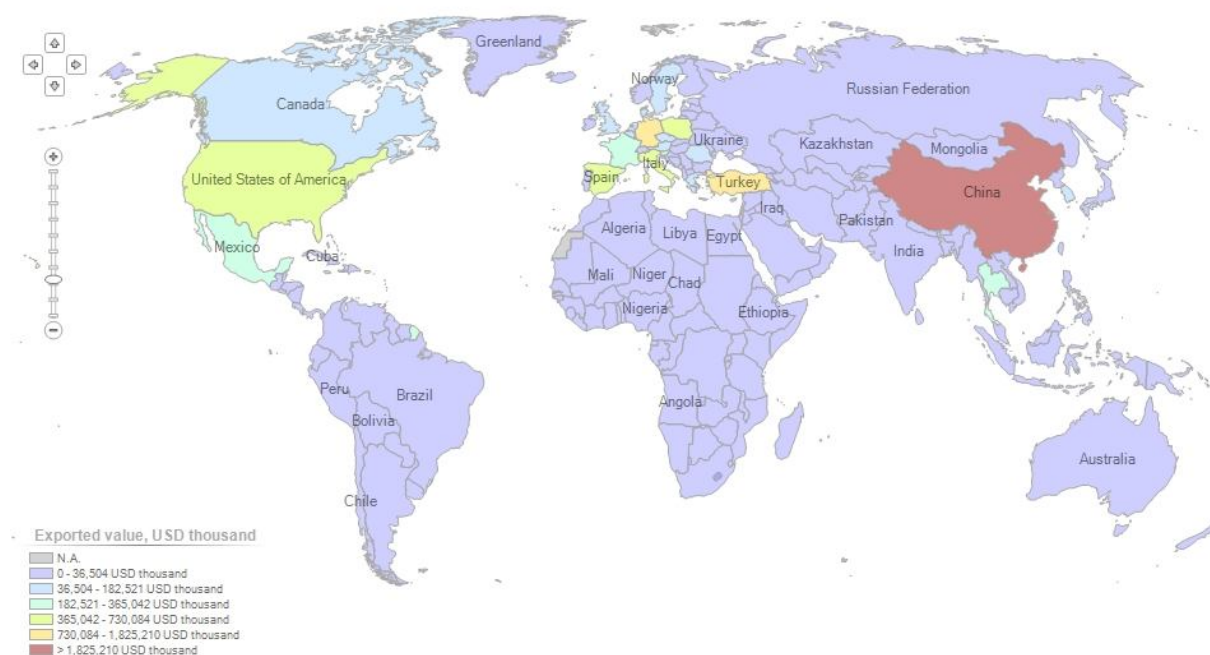 Greenland
Norway
Russian Federation
Canada
Ukraine
Kazakhstan
Mongolia
Italy
Spain
United States of America
Turkey
China
Iraq
Pakistan
Algeria
Libya
Egypt
India
Mexico
Cuba
Mali
Niger
Chad
Nigeria
Ethiopia
Peru
Brazil
Angola
Bolivia
Australia
Chile
Exported value, USD thousand
N.A.
0 - 36,504 USD thousand
36,504 - 182,521 USD thousand
182,521 - 365,042 USD thousand
365,042 - 730,084 USD thousand
730,084 - 1,825,210 USD thousand
> 1,825,210 USD thousand